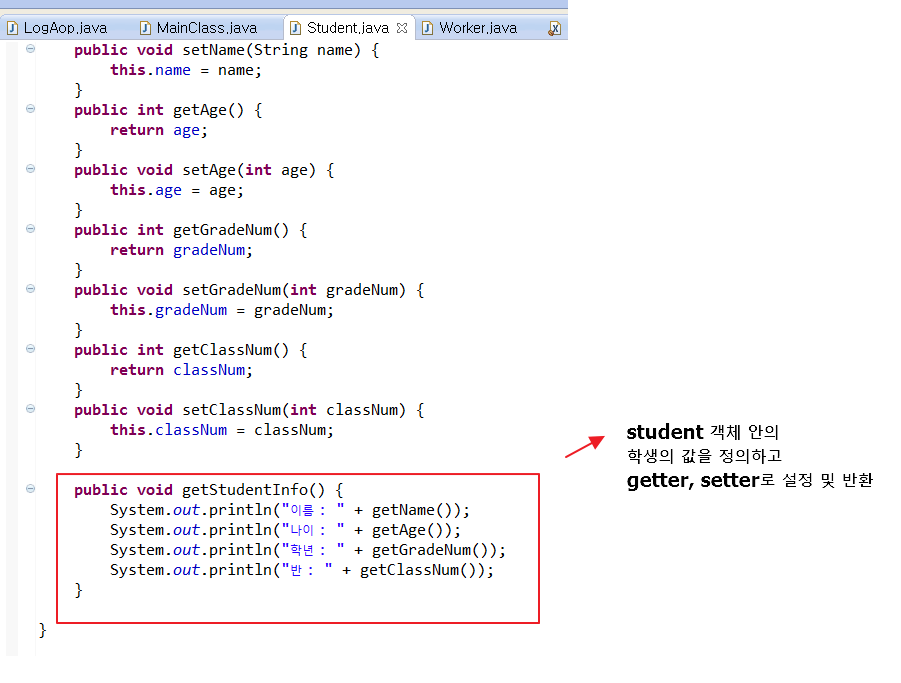 LogAop.java MainClass.java Student.java Worker.java
public void setName(String name) {
this.name = name;
}
public int getAge() {
return age;
}
public void setAge(int age) {
this.age = age;
}
public int getGradeNum() {
return gradeNum;
}
public void setGradeNum(int gradeNum) {
this.gradeNum = gradeNum;
}
public int getClassNum() {
return classNum;
}
public void setClassNum(int classNum) {
this.classNum = classNum;
}
public void getStudentInfo() {
System.out.println("이름 : " + getName());
System.out.println("나이 : " + getAge());
System.out.println("학년 : " + getGradeNum());
System.out.println("반 : " + getClassNum());
}
}
student 객체 안의
학생의 값을 정의하고
getter, setter로 설정 및 반환